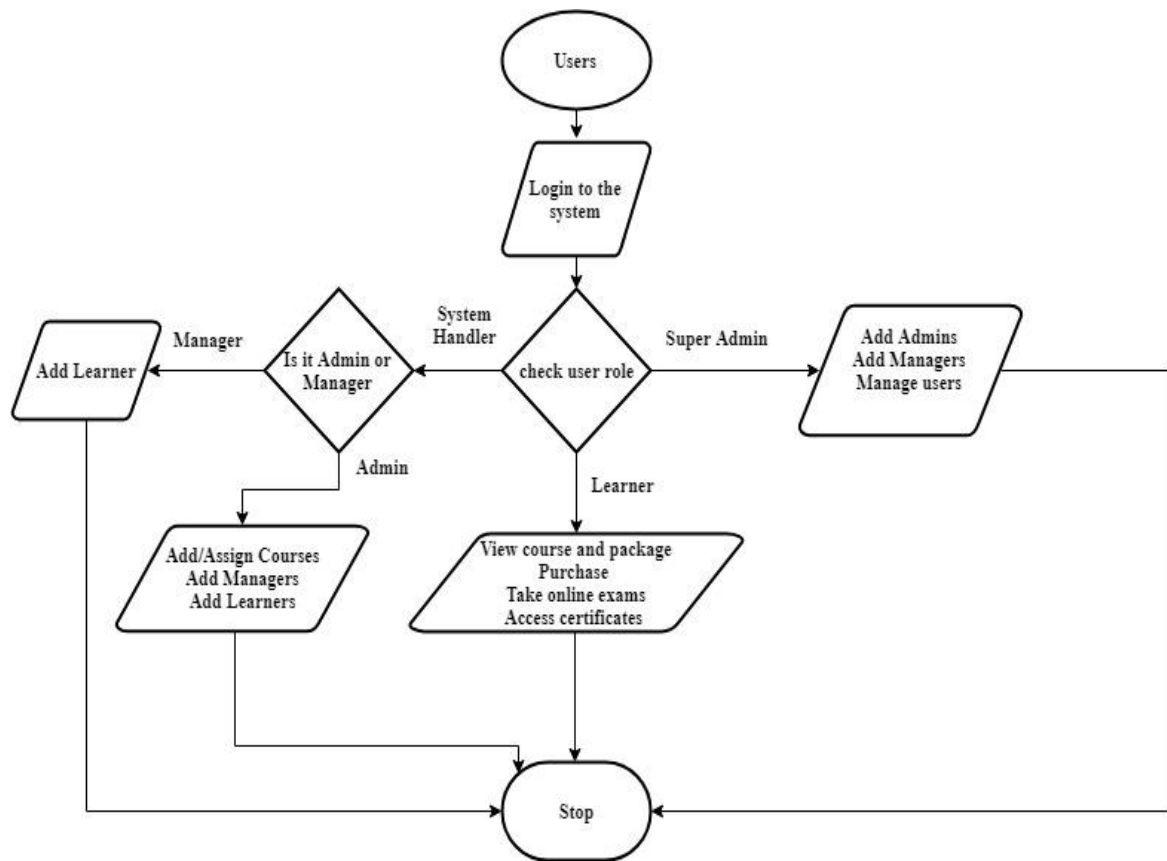 Users
Login to the
system
System
Handler
Manager
Super Admin
Add Learner
Is it Admin or
Manager
check user role
Add Admins
Add Managers
Manage users
Admin
Learner
Add/Assign Courses
Add Managers
Add Learners
View course and package
Purchase
Take online exams
Access certificates
Stop